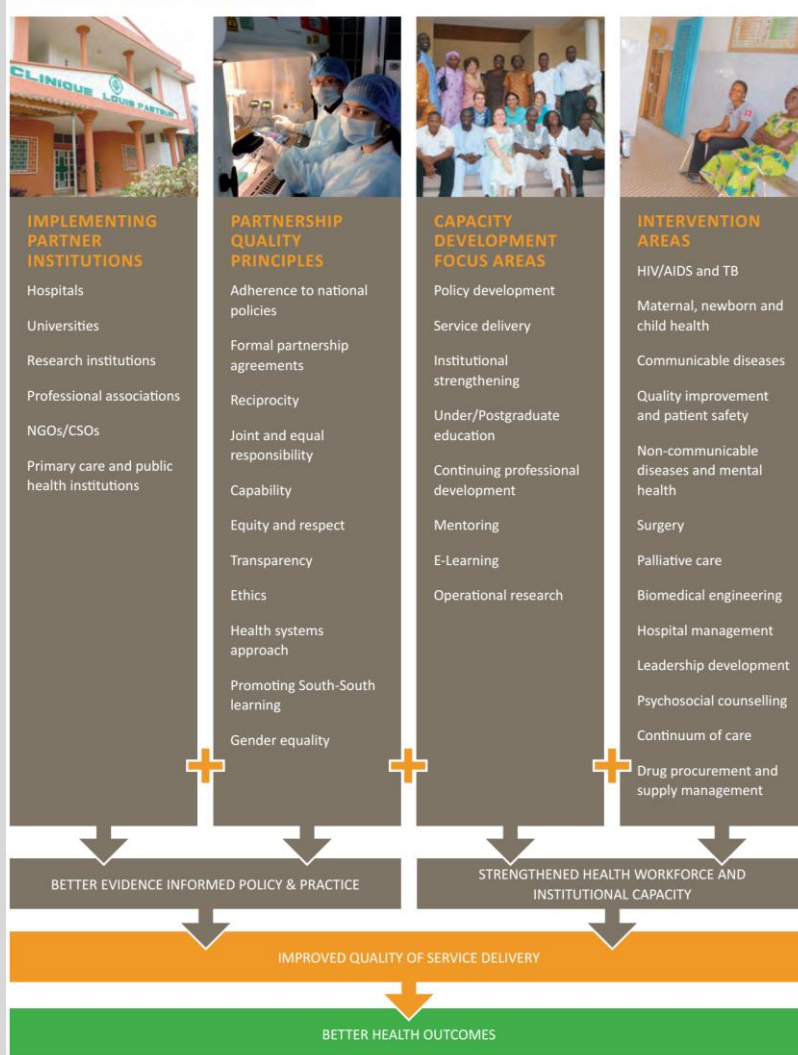 CLINIQUE LOUIS PASTEUR
IMPLEMENTING
PARTNER
INSTITUTIONS
Hospitals
Universities
Research institutions
Professional associations
NGOs/CSOs
Primary care and public
health institutions
PARTNERSHIP
QUALITY
PRINCIPLES
Adherence to national
policies
Formal partnership
agreements
Reciprocity
Joint and equal
responsibility
Capability
Equity and respect
Transparency
Ethics
Health systems
approach
Promoting South-South
learning
Gender equality
CAPACITY
DEVELOPMENT
FOCUS AREAS
Policy development
Service delivery
Institutional
strengthening
Under/Postgraduate
education
Continuing professional
development
Mentoring
E-Learning
Operational research
INTERVENTION
AREAS
HIV/AIDS and TB
Maternal, newborn and
child health
Communicable diseases
Quality improvement
and patient safety
Non-communicable
diseases and mental
health
Surgery
Palliative care
Biomedical engineering
Hospital management
Leadership development
Psychosocial counselling
Continuum of care
Drug procurement and
supply management
BETTER EVIDENCE INFORMED POLICY & PRACTICE
STRENGTHENED HEALTH WORKFORCE AND
INSTITUTIONAL CAPACITY
IMPROVED QUALITY OF SERVICE DELIVERY
BETTER HEALTH OUTCOMES